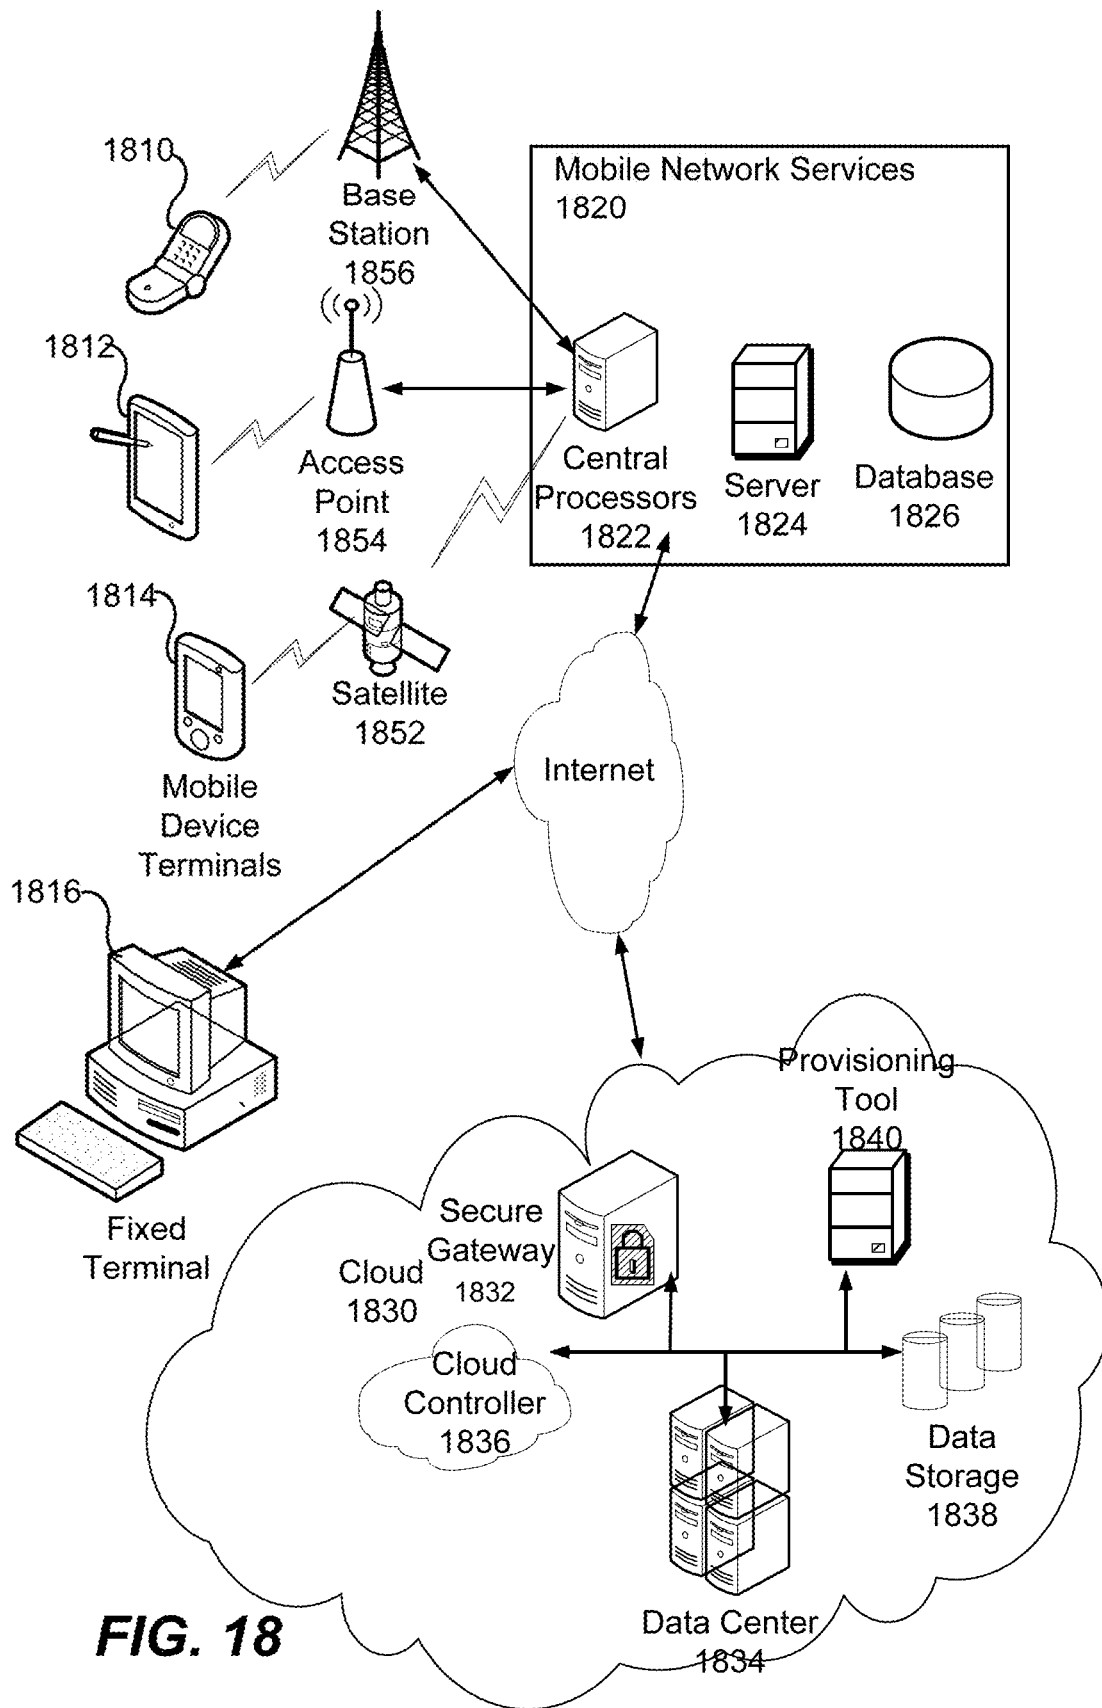 1810
Base
Station
1856
Mobile Network Services
1820
1812
Access
Point
1854
Central
Processors
1822
Server
1824
Database
1826
1814
Satellite
1852
Mobile
Device
Terminals
Internet
1816
Fixed
Terminal
Provisioning
Tool
1840
Secure
Gateway
1832
Cloud
1830
Cloud
Controller
1836
Data
Storage
1838
Data Center
1834
FIG. 18